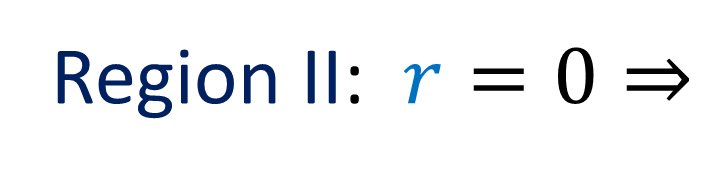 Region II: r = 0 ⇒